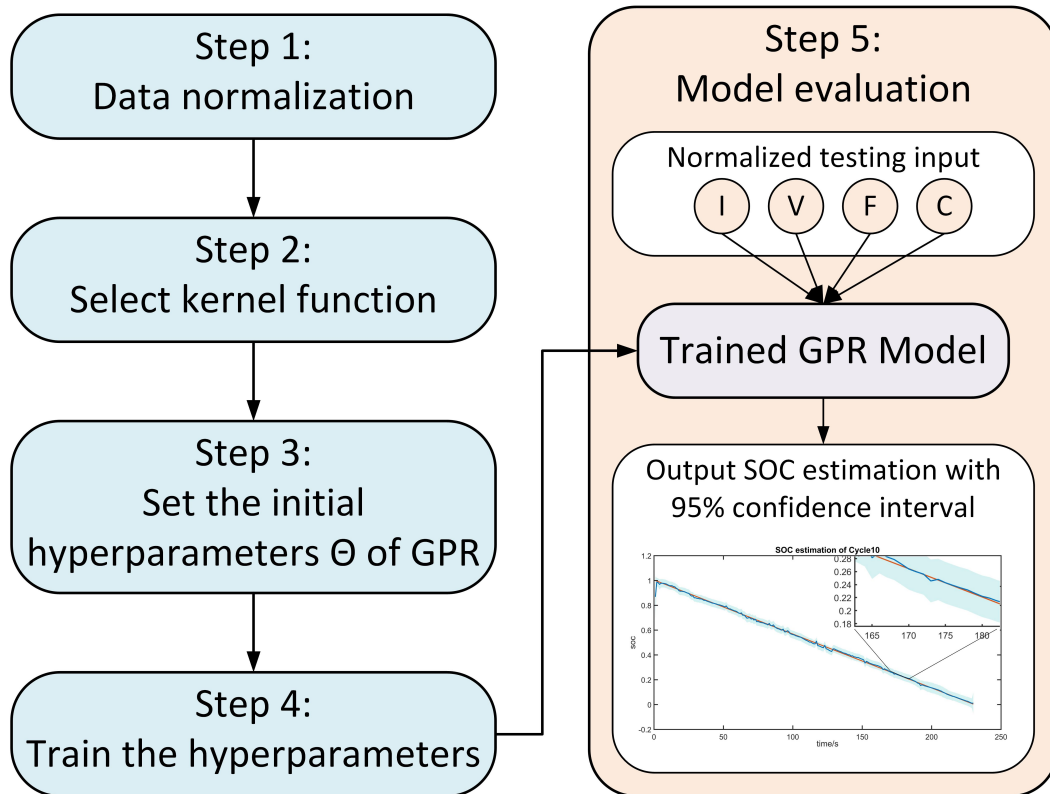 Step 1:
Data normalization
Step 2:
Select kernel function
Step 3:
Set the initial
hyperparameters Θ of GPR
Step 4:
Train the hyperparameters
Step 5:
Model evaluation
Normalized testing input
I V F C
Trained GPR Model
Output SOC estimation with
95% confidence interval
SOC estimation of Cycle10
1.2
1
0.8
0.6
0.4
0.2
0
-0.2
soc
0.28
0.26
0.24
0.22
0.2
0.18
165 170 175 180
0 50 100 150 200 250
time/s